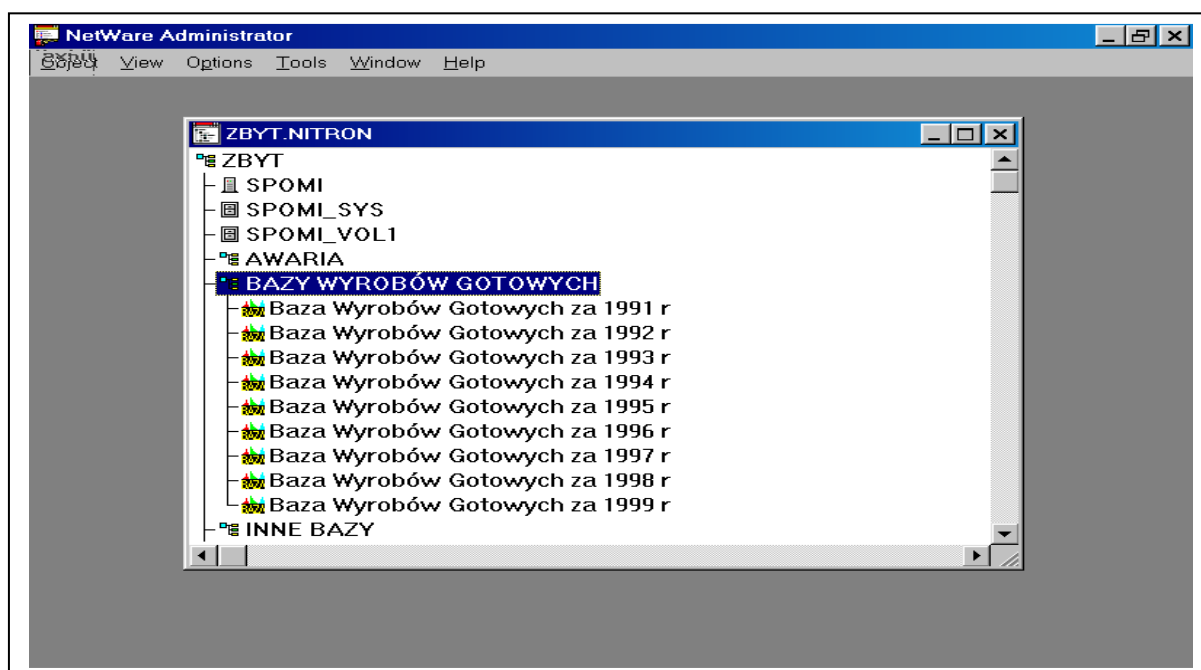 NetWare Administrator
Object View Options Tools Window Help
ZBYT.NITRON
ZBYT
SPOMI
SPOMI_SYS
SPOMI_VOL1
AWARIA
BAZY WYROBÓW GOTOWYCH
Baza Wyrobów Gotowych za 1991 r
Baza Wyrobów Gotowych za 1992 r
Baza Wyrobów Gotowych za 1993 r
Baza Wyrobów Gotowych za 1994 r
Baza Wyrobów Gotowych za 1995 r
Baza Wyrobów Gotowych za 1996 r
Baza Wyrobów Gotowych za 1997 r
Baza Wyrobów Gotowych za 1998 r
Baza Wyrobów Gotowych za 1999 r
INNE BAZY